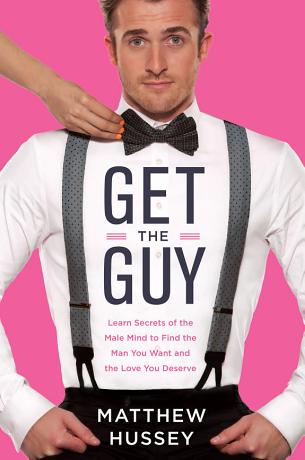 GET
THE
GUY
Learn Secrets of the
Male Mind to Find the
Man You Want and
the Love You Deserve
MATTHEW
HUSSEY